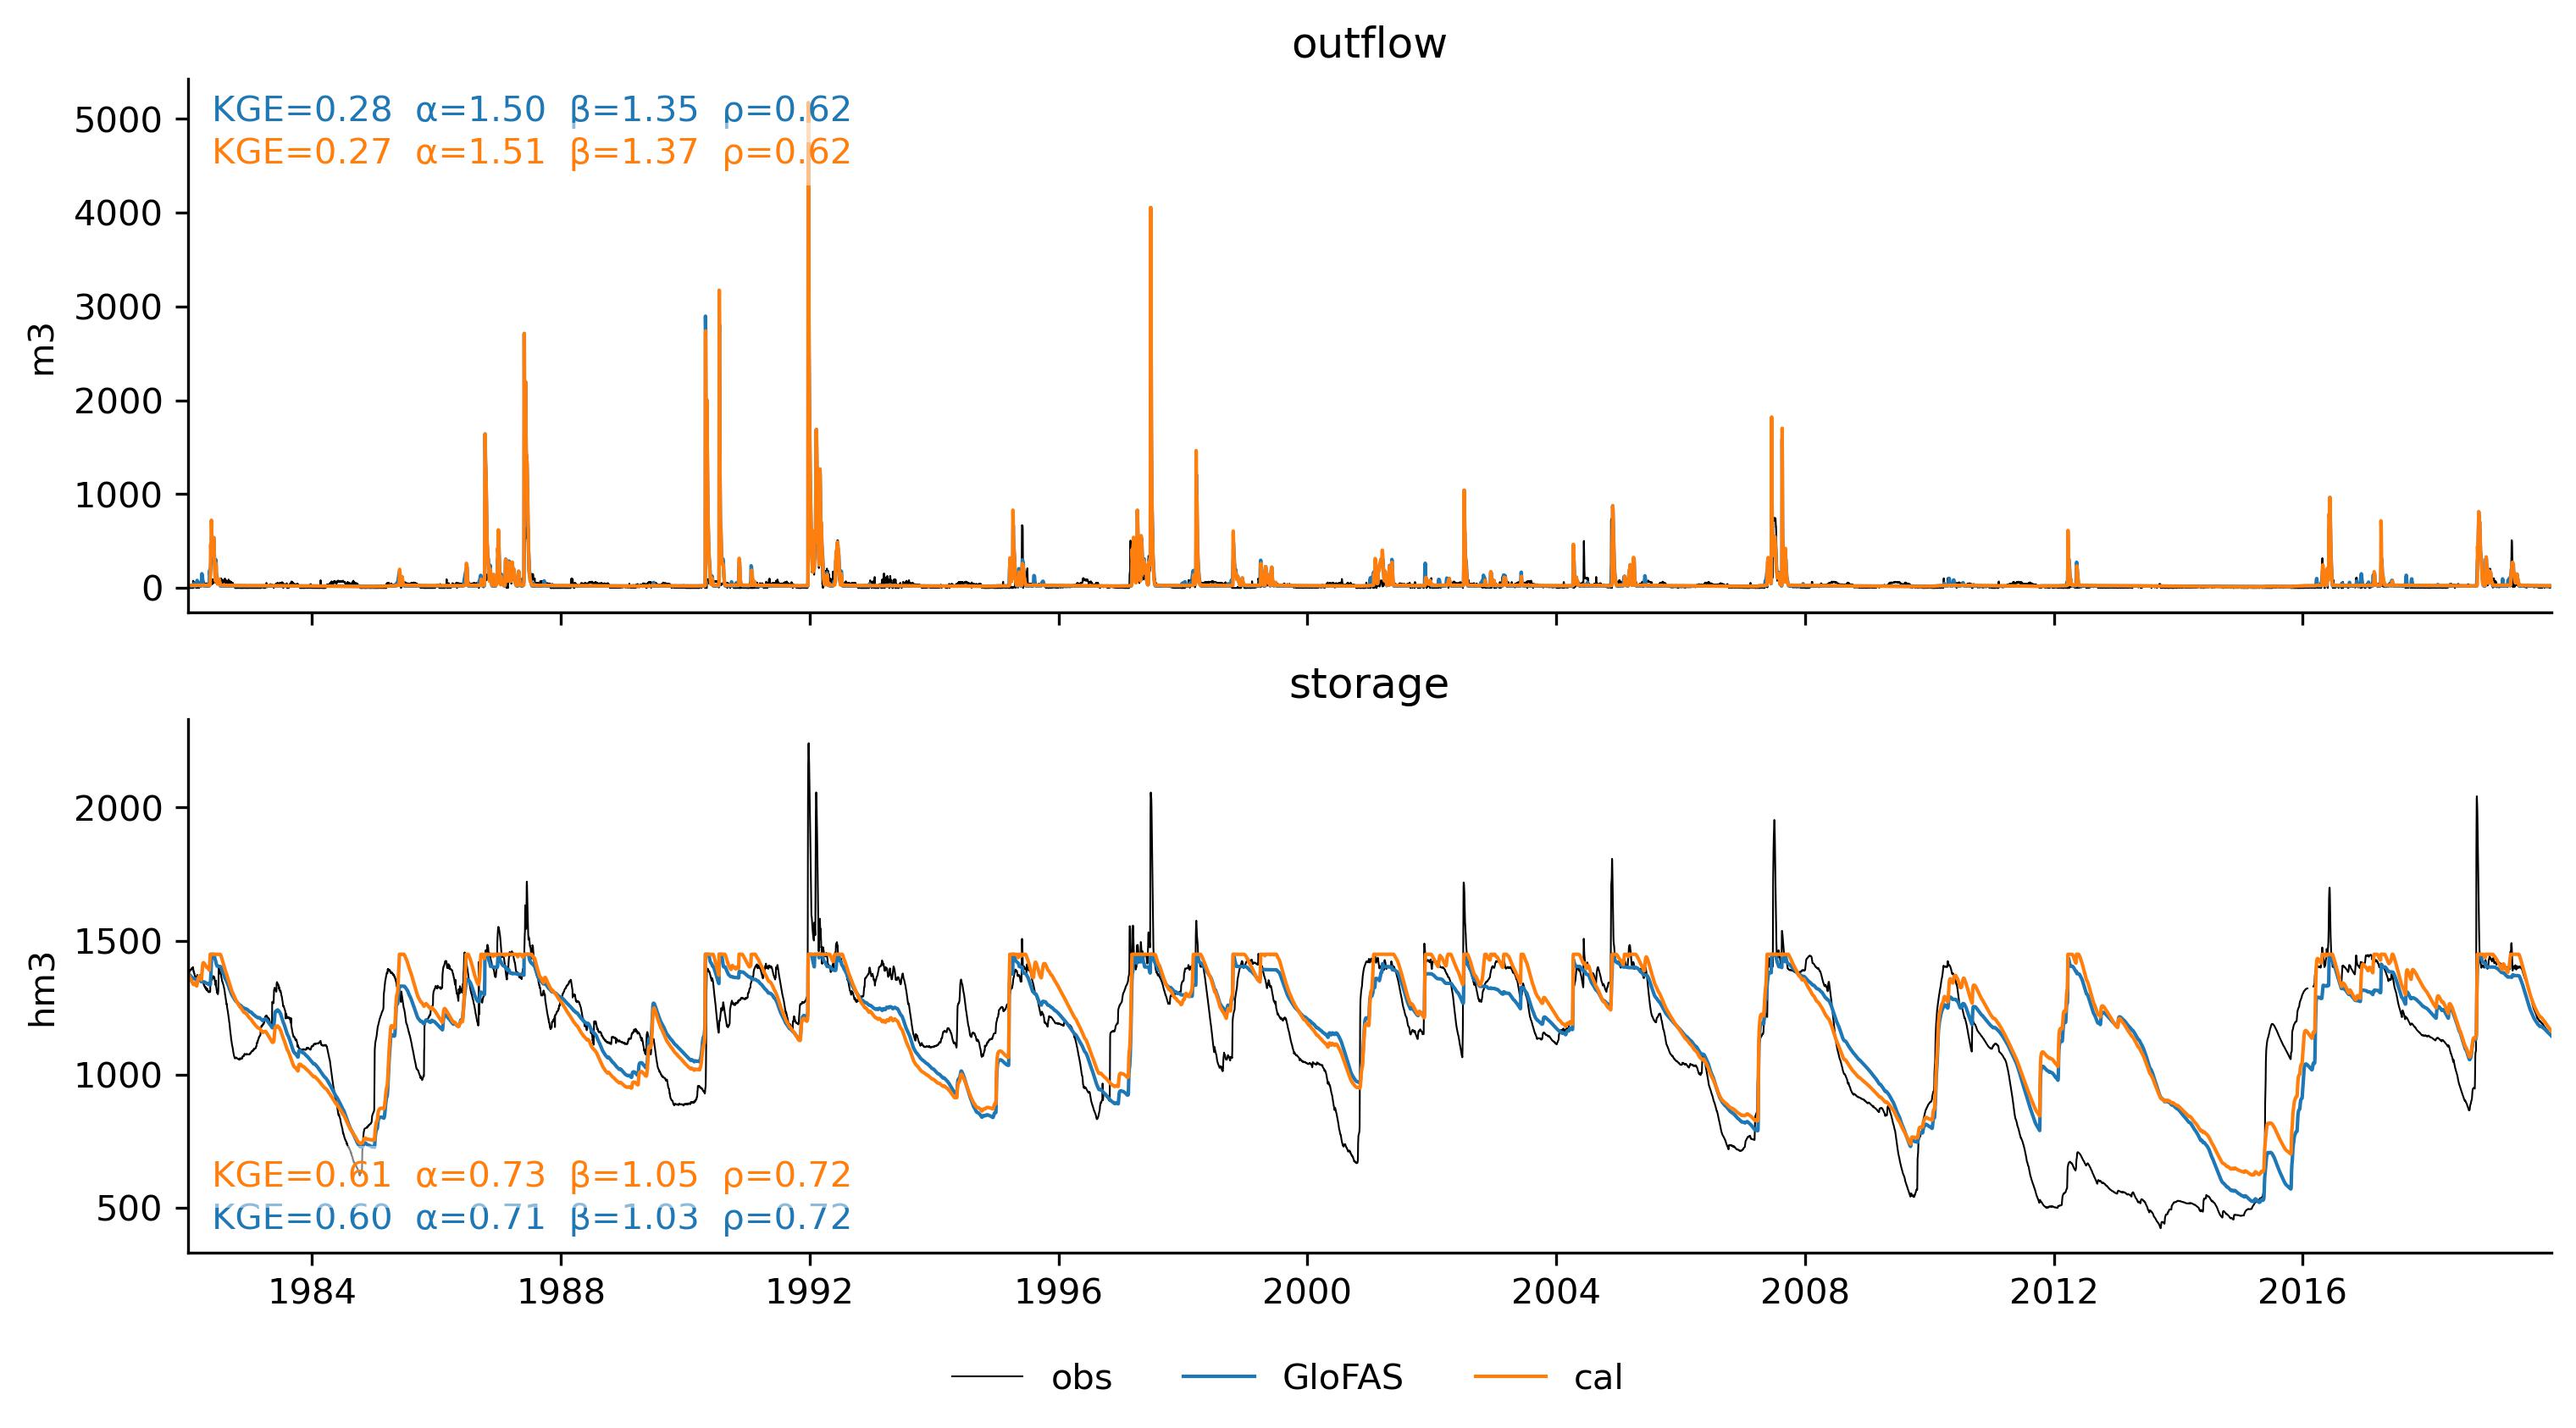 outflow
KGE=0.28 α=1.50 β=1.35 ρ=0.62
KGE=0.27 α=1.51 β=1.37 ρ=0.62
5000
4000
3000
2000
1000
0
m3
storage
2000
1500
1000
500
hm3
KGE=0.61 α=0.73 β=1.05 ρ=0.72
KGE=0.60 α=0.71 β=1.03 ρ=0.72
1984 1988 1992 1996 2000 2004 2008 2012 2016
obs GloFAS cal